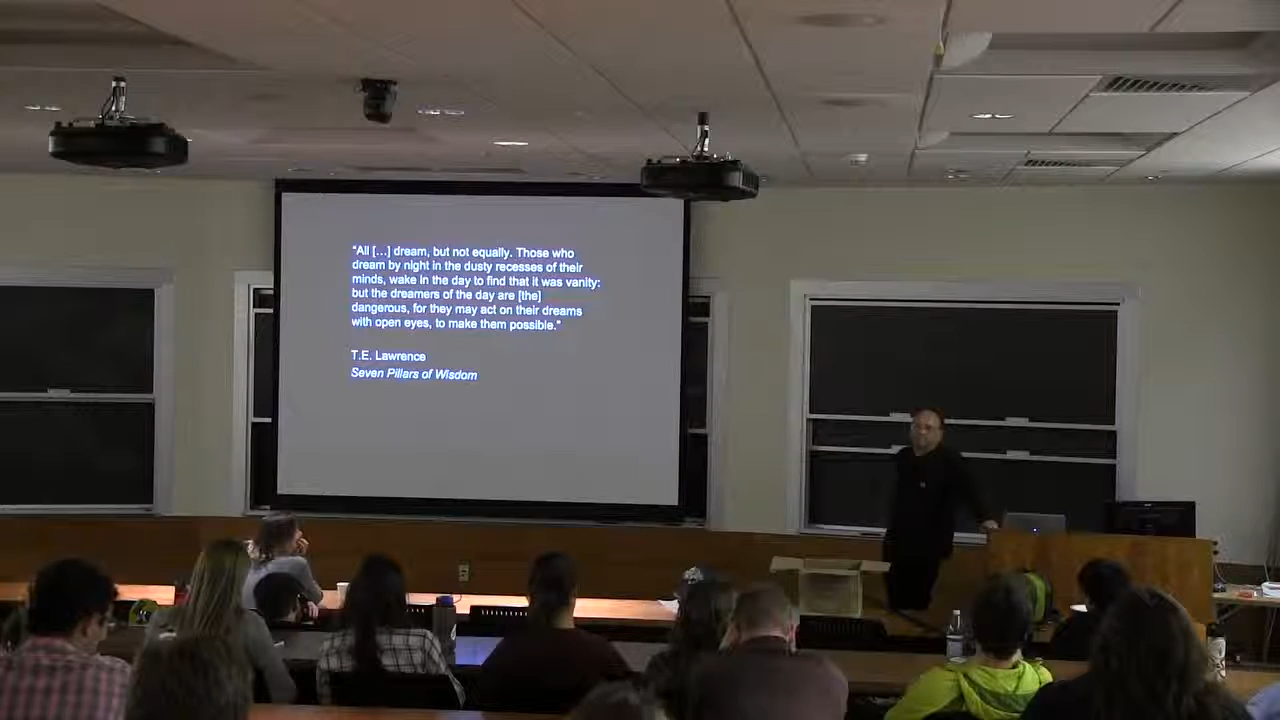 “All […] dream, but not equally. Those who
dream by night in the dusty recesses of their
minds, wake in the day to find that it was vanity:
but the dreamers of the day are [the]
dangerous, for they may act on their dreams
with open eyes, to make them possible.”
T.E. Lawrence
Seven Pillars of Wisdom